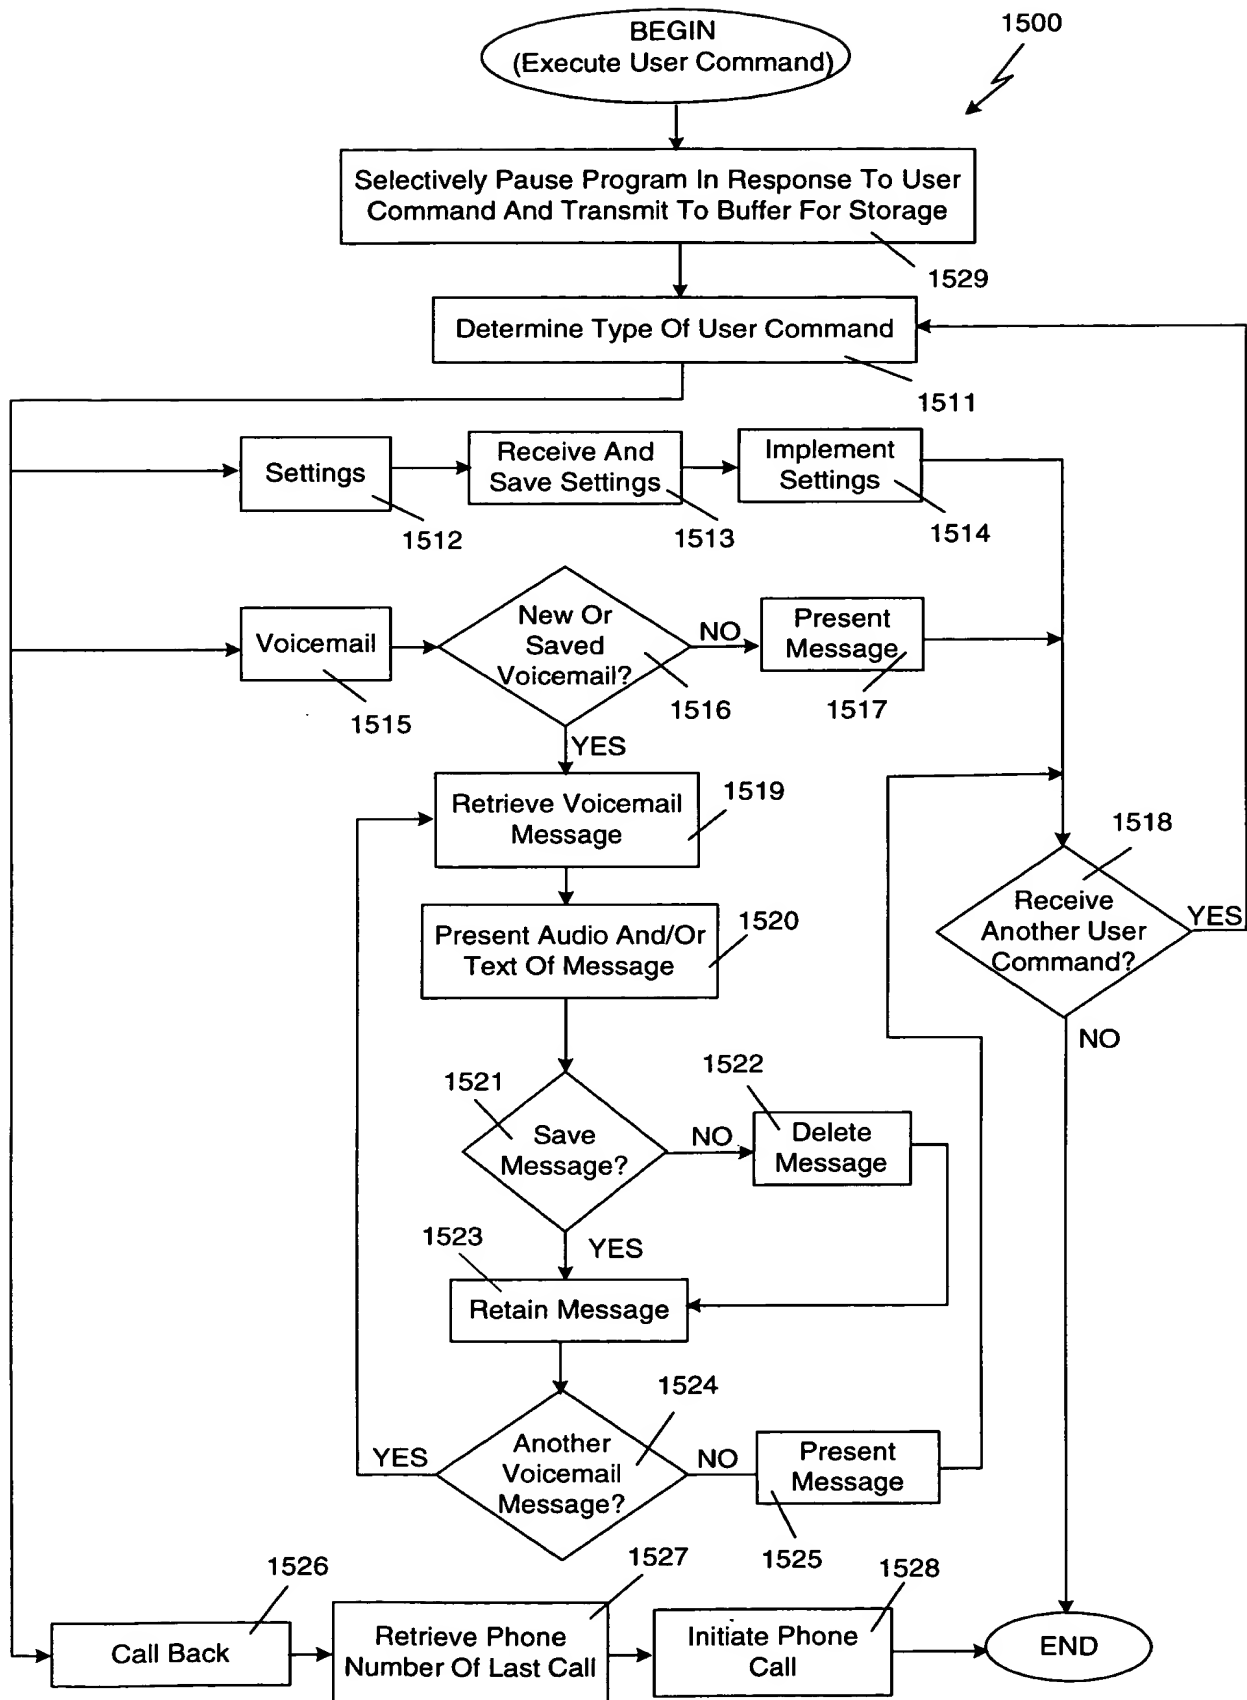 BEGIN
(Execute User Command)
1500
Selectively Pause Program In Response To User
Command And Transmit To Buffer For Storage
1529
Determine Type Of User Command
1511
Settings
1512
Receive And
Save Settings
1513
Implement
Settings
1514
Voicemail
1515
New Or
Saved
Voicemail?
1516
NO
Present
Message
1517
YES
Retrieve Voicemail
Message
1519
1518
Receive
Another User
Command?
YES
NO
Present Audio And/Or
Text Of Message
1520
1521
Save
Message?
NO
1522
Delete
Message
YES
1523
Retain Message
1524
Another
Voicemail
Message?
YES
NO
Present
Message
1525
1526
Call Back
1527
Retrieve Phone
Number Of Last Call
1528
Initiate Phone
Call
END